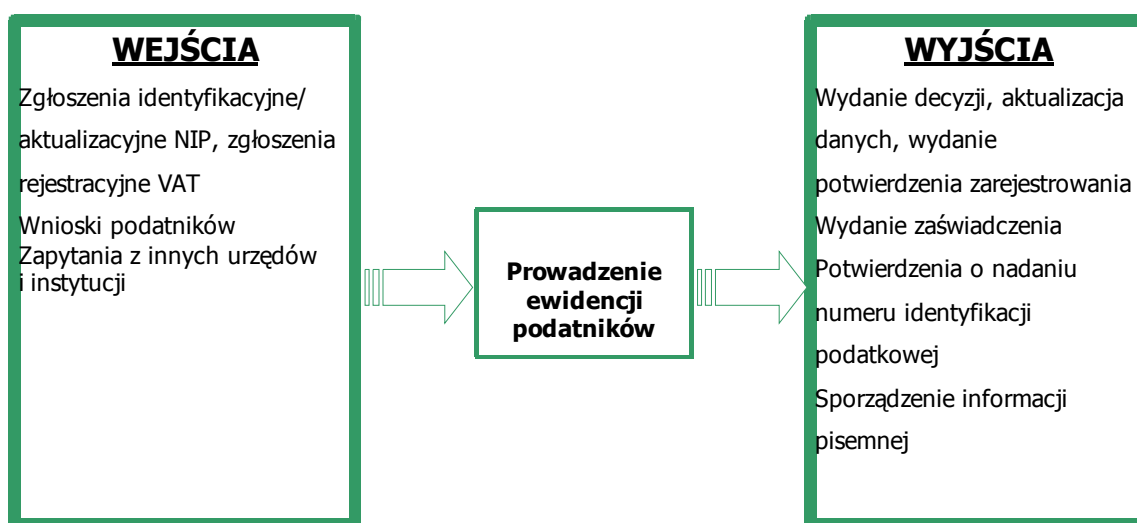 WEJŚCIA
Zgłoszenia identyfikacyjne/
aktualizacyjne NIP, zgłoszenia
rejestracyjne VAT
Wnioski podatników
Zapytania z innych urzędów
i instytucji
Prowadzenie
ewidencji
podatników
WYJŚCIA
Wydanie decyzji, aktualizacja
danych, wydanie
potwierdzenia zarejestrowania
Wydanie zaświadczenia
Potwierdzenia o nadaniu
numeru identyfikacji
podatkowej
Sporządzenie informacji
pisemnej